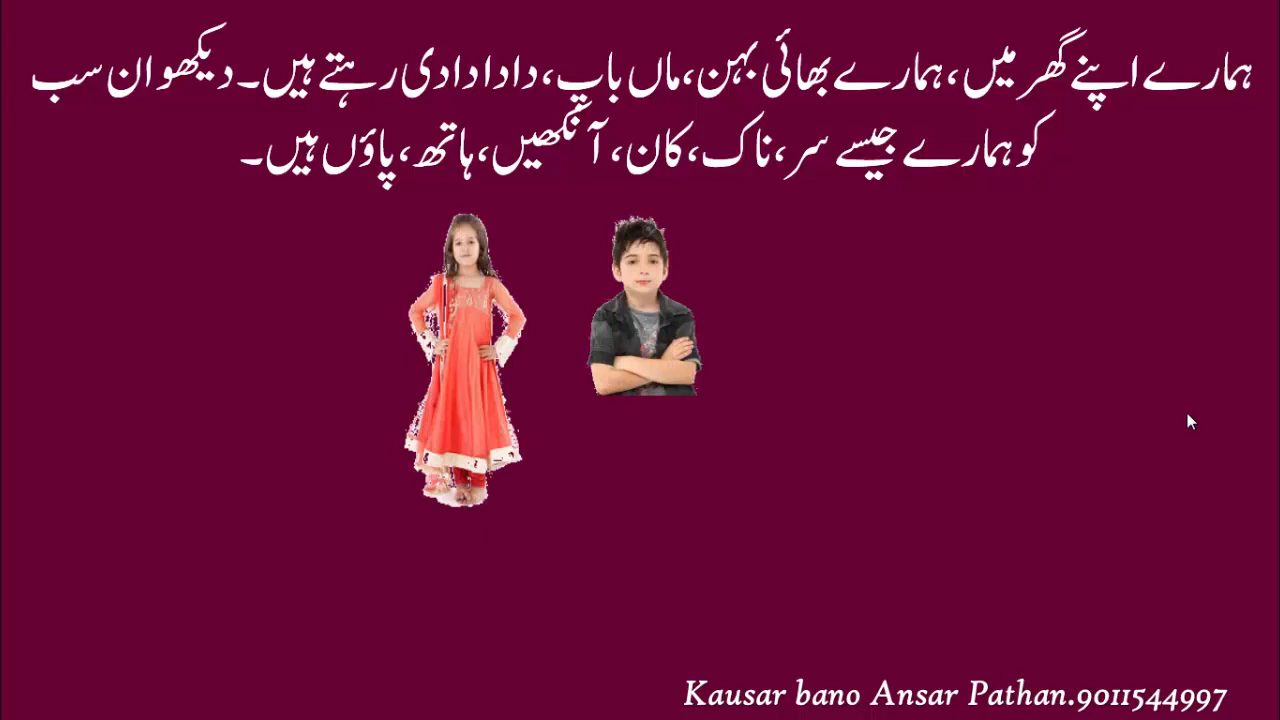 ہمارے اپنے گھر میں، ہمارے بھائی بہن، ماں باپ، دادا دادی رہتے ہیں۔ دیکھو ان سب
کو ہمارے جیسے سر، ناک، کان، آنکھیں، ہاتھ، پاؤں ہیں۔
Kausar bano Ansar Pathan.9011544997